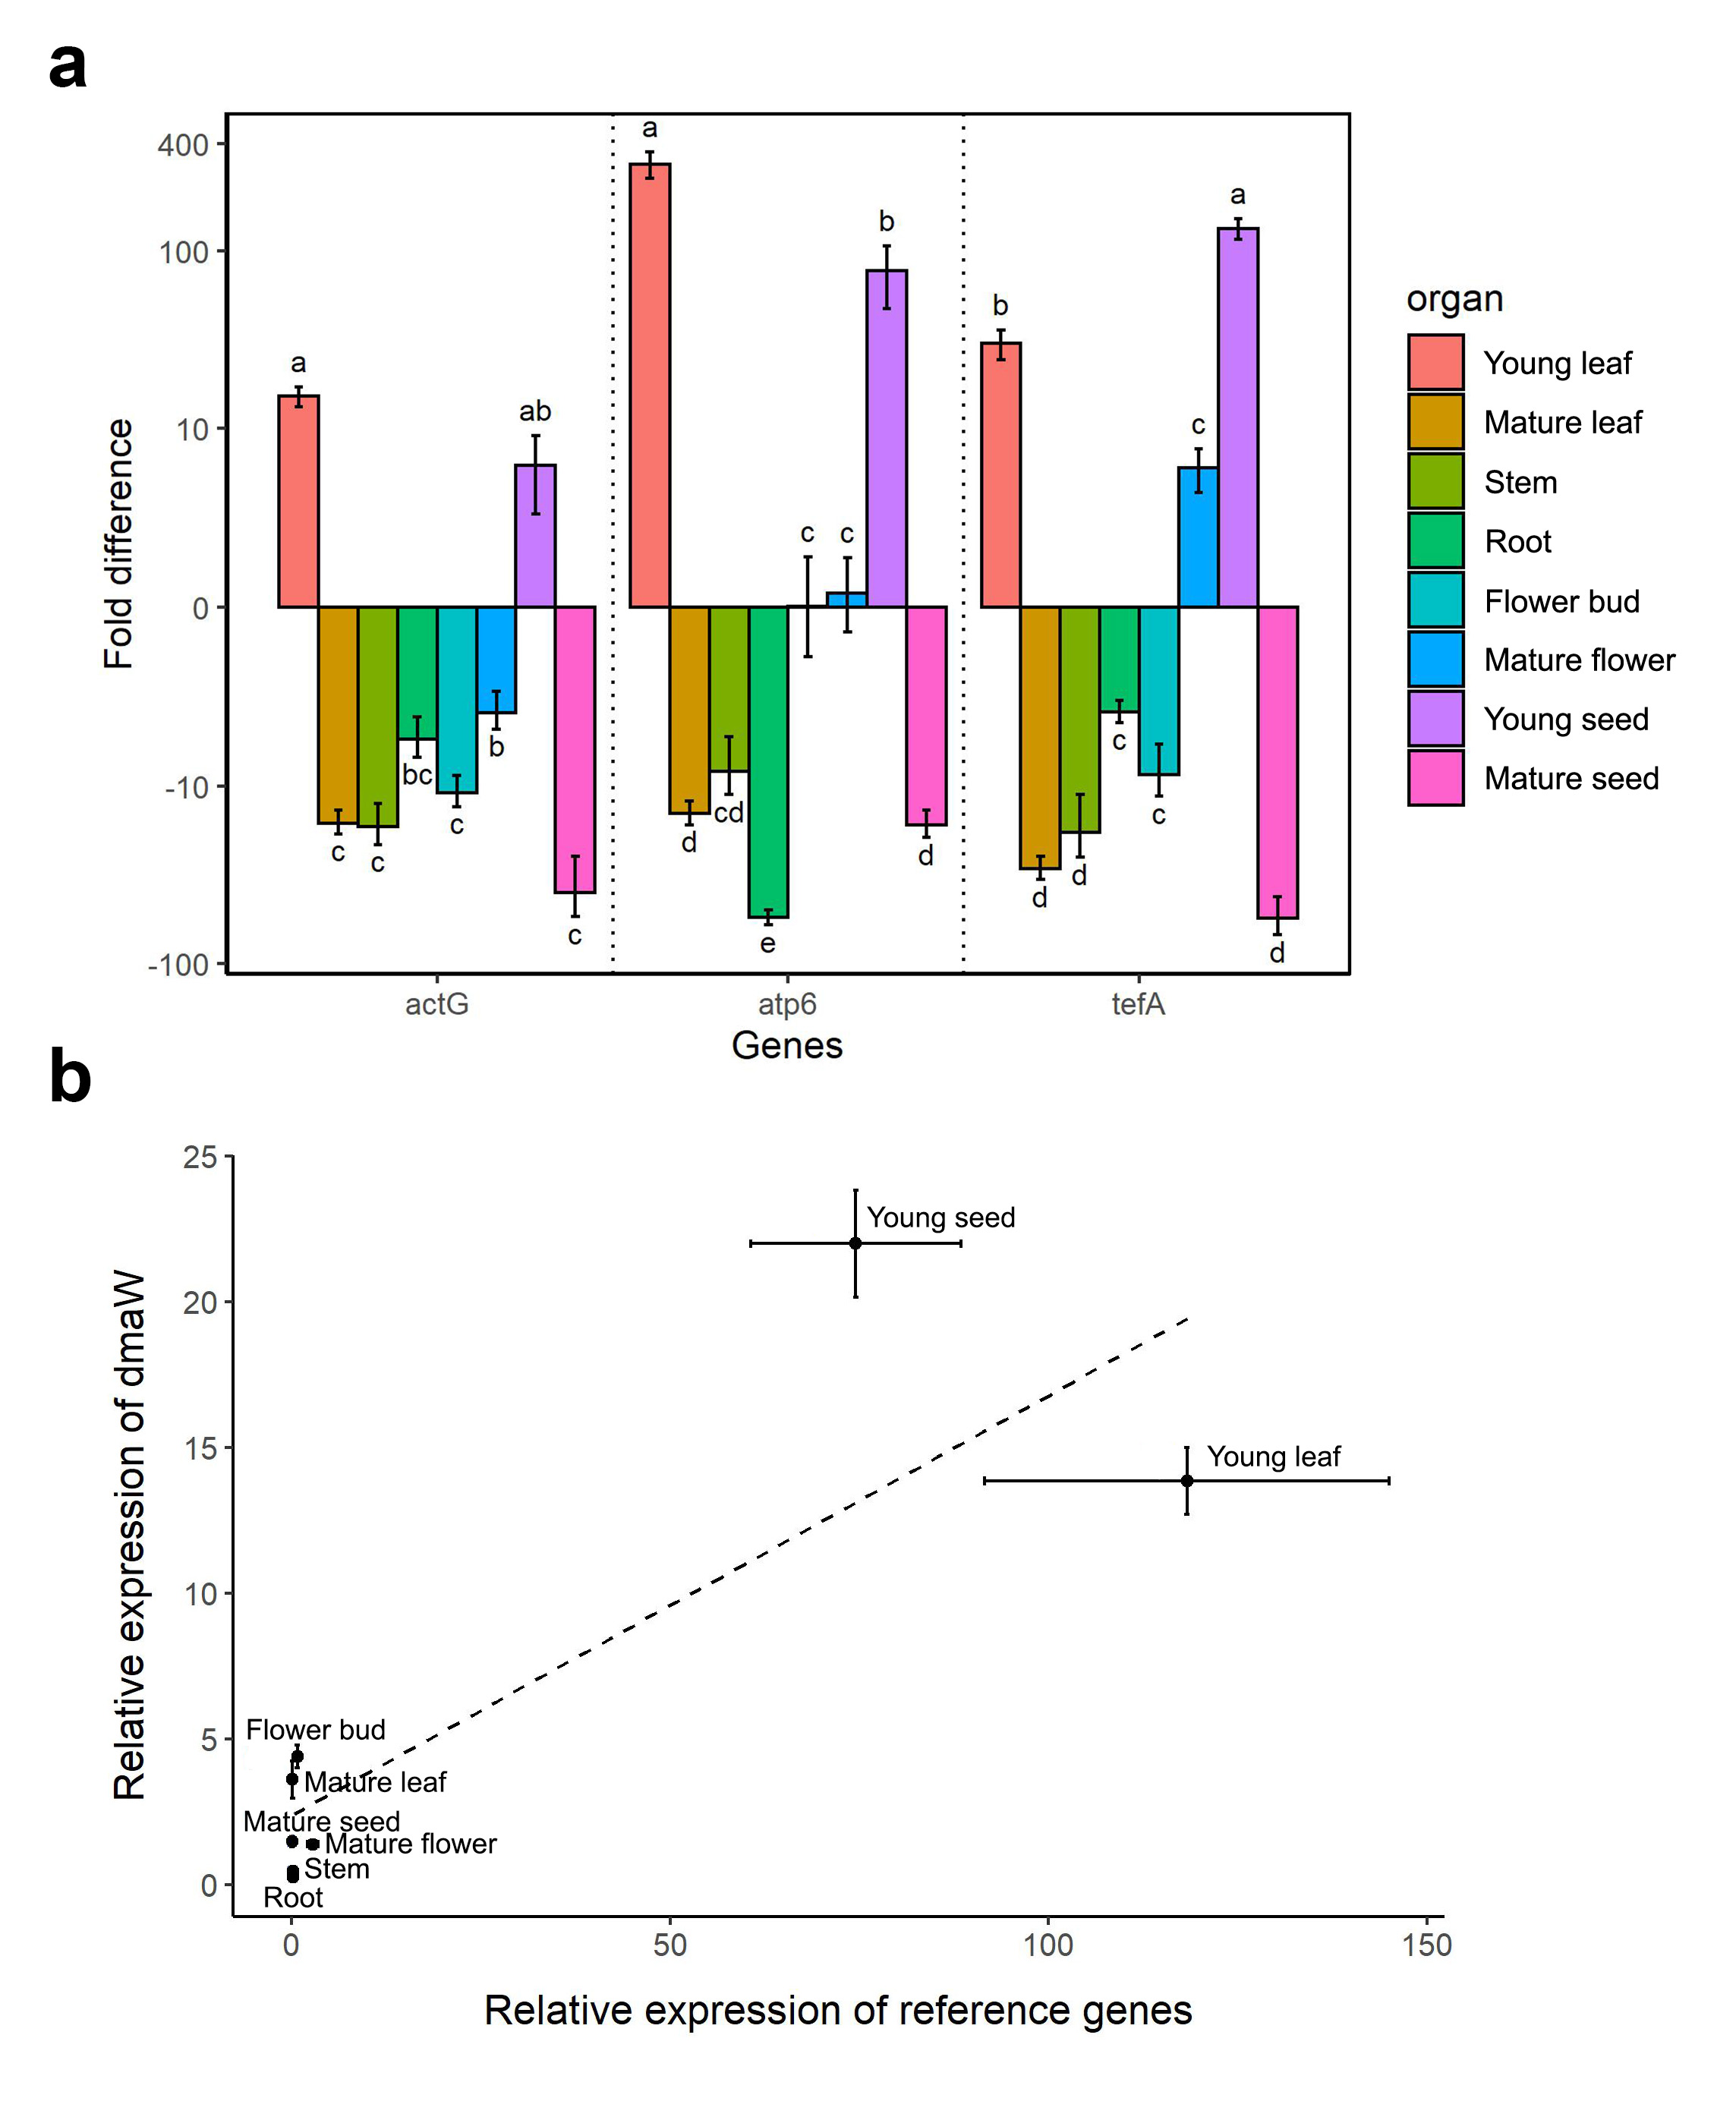 a
400
100
10
0
-10
-100
Fold difference
a
c
c
bc
c
b
ab
c
a
d
cd
e
c
c
b
d
b
d
d
c
c
c
a
d
actG
atp6
tefA
Genes
organ
Young leaf
Mature leaf
Stem
Root
Flower bud
Mature flower
Young seed
Mature seed
b
25
20
15
10
5
0
Relative expression of dmaW
Young seed
Young leaf
Flower bud
Mature leaf
Mature seed
Mature flower
Stem
Root
0
50
100
150
Relative expression of reference genes